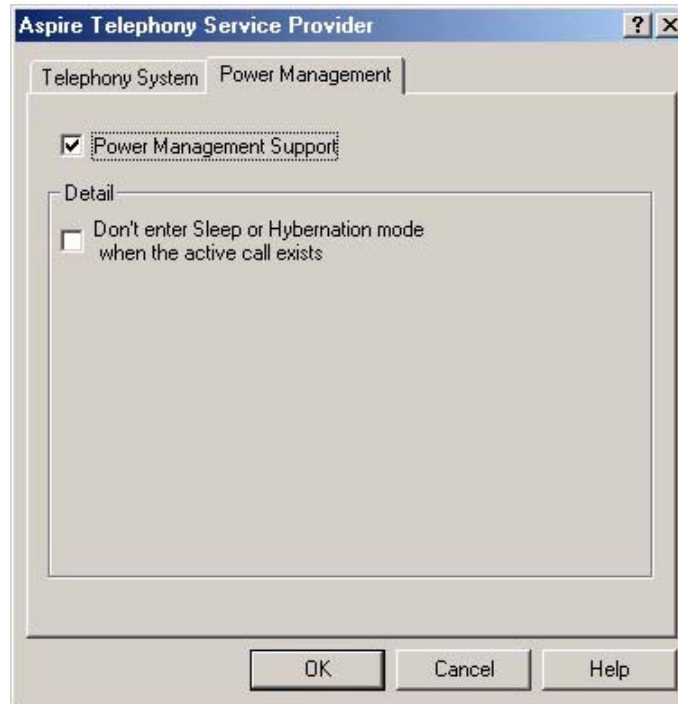 Aspire Telephony Service Provider
Telephony System
Power Management
Power Management Support
Detail
Don't enter Sleep or Hybernation mode
when the active call exists
OK
Cancel
Help